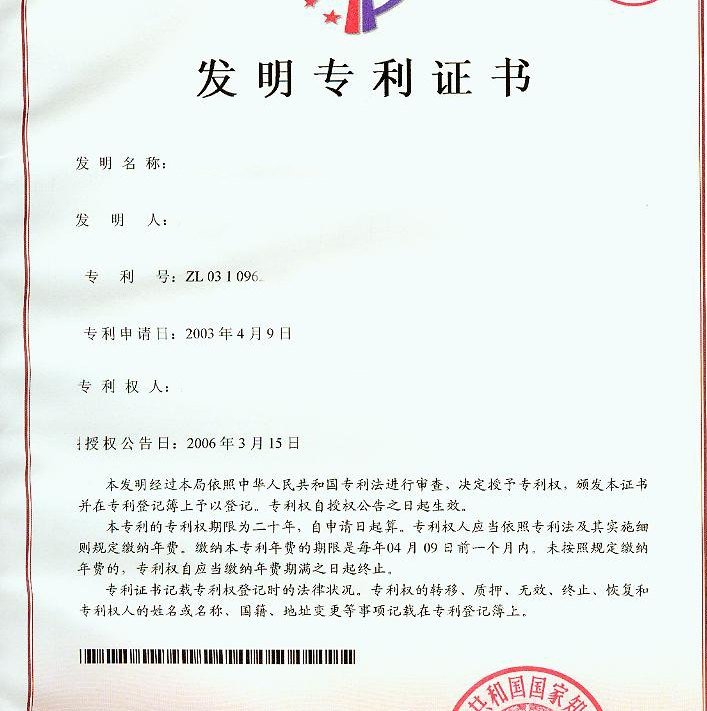 发明专利证书
发明名称：
发明人：
专利号：ZL 03 1 096
专利申请日：2003年4月9日
专利权人：
授权公告日：2006年3月15日
本发明经过本局依照中华人民共和国专利法进行审查，决定授予专利权，颁发本证书
并在专利登记簿上予以登记。专利权自授权公告之日起生效。
本专利的专利权期限为二十年，自申请日起算。专利权人应当依照专利法及其实施细
则规定缴纳年费。缴纳本专利年费的期限是每年04月09日前一个月内。未按照规定缴纳
年费的，专利权自应当缴纳年费期满之日起终止。
专利证书记载专利权登记时的法律状况。专利权的转移、质押、无效、终止、恢复和
专利权人的姓名或名称、国籍、地址变更等事项记载在专利登记簿上。
共和国国家知